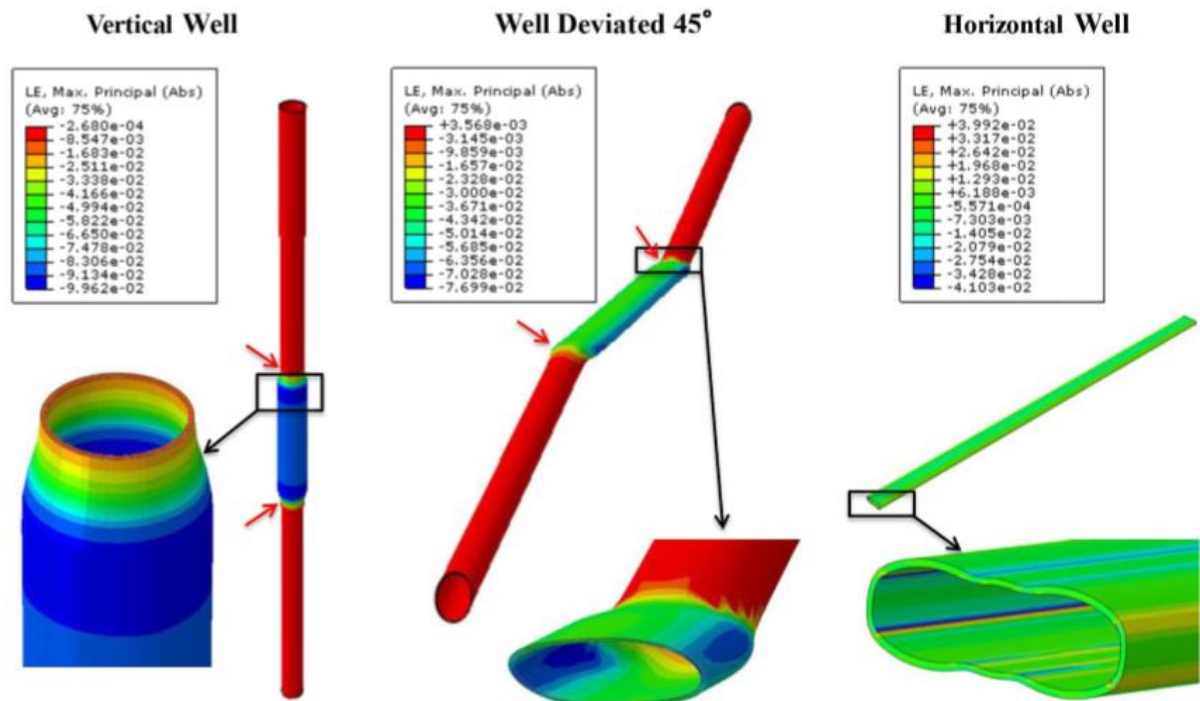 Vertical Well
Well Deviated 45°
Horizontal Well
LE, Max. Principal (Abs)
(Avg: 75%)
-2.680e-04
-8.547e-03
-1.683e-02
-2.511e-02
-3.338e-02
-4.166e-02
-4.994e-02
-5.822e-02
-6.650e-02
-7.478e-02
-8.306e-02
-9.134e-02
-9.962e-02
LE, Max. Principal (Abs)
(Avg: 75%)
+3.568e-03
-3.145e-03
-9.859e-03
-1.657e-02
-2.328e-02
-3.000e-02
-3.671e-02
-4.342e-02
-5.014e-02
-5.685e-02
-6.356e-02
-7.028e-02
-7.699e-02
LE, Max. Principal (Abs)
(Avg: 75%)
+3.992e-02
+3.317e-02
+2.642e-02
+1.968e-02
+1.293e-02
+6.188e-03
-5.571e-04
-7.303e-03
-1.405e-02
-2.079e-02
-2.754e-02
-3.428e-02
-4.103e-02